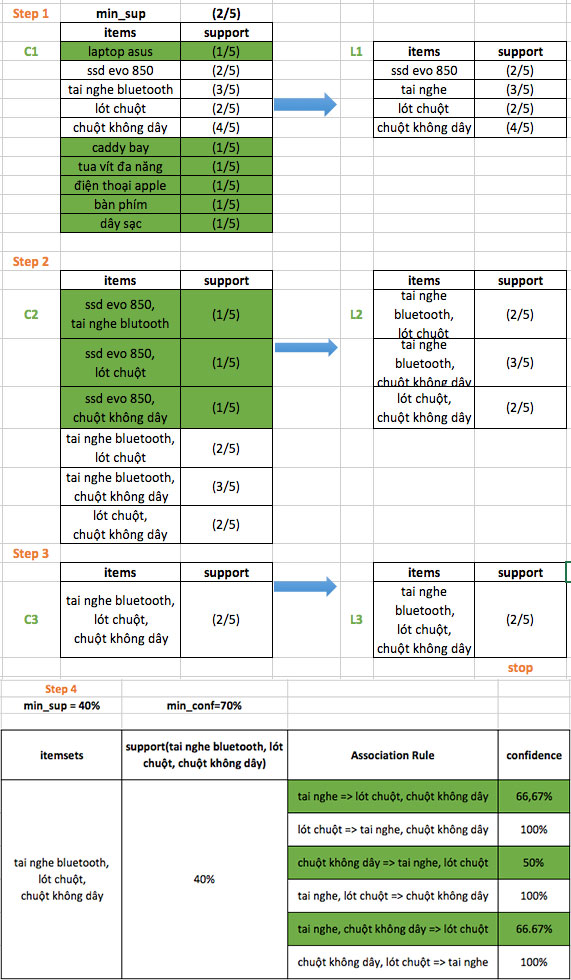 Step 1 min_sup (2/5)
items support
C1 laptop asus (1/5) L1 items support
ssd evo 850 (2/5) ssd evo 850 (2/5)
tai nghe bluetooth (3/5) tai nghe (3/5)
lót chuột (2/5) lót chuột (2/5)
chuột không dây (4/5) chuột không dây (4/5)
caddy bay (1/5)
tua vít đa năng (1/5)
điện thoại apple (1/5)
bàn phím (1/5)
dây sạc (1/5)
Step 2
items support items support
C2
ssd evo 850,
tai nghe blutooth (1/5)
ssd evo 850,
lót chuột (1/5)
ssd evo 850,
chuột không dây (1/5)
tai nghe bluetooth,
lót chuột (2/5)
tai nghe bluetooth,
chuột không dây (3/5)
lót chuột,
chuột không dây (2/5)
L2
tai nghe
bluetooth,
lót chuột (2/5)
tai nghe
bluetooth,
chuột không dây (3/5)
lót chuột,
chuột không dây (2/5)
Step 3
items support items support
C3
tai nghe bluetooth,
lót chuột,
chuột không dây (2/5)
L3
tai nghe
bluetooth,
lót chuột,
chuột không dây (2/5)
stop
Step 4
min_sup = 40% min_conf=70%
itemsets
support(tai nghe bluetooth, lót
chuột, chuột không dây)
Association Rule confidence
tai nghe bluetooth,
lót chuột,
chuột không dây
40%
tai nghe => lót chuột, chuột không dây 66,67%
lót chuột => tai nghe, chuột không dây 100%
chuột không dây => tai nghe, lót chuột 50%
tai nghe, lót chuột => chuột không dây 100%
tai nghe, chuột không dây => lót chuột 66.67%
chuột không dây, lót chuột => tai nghe 100%